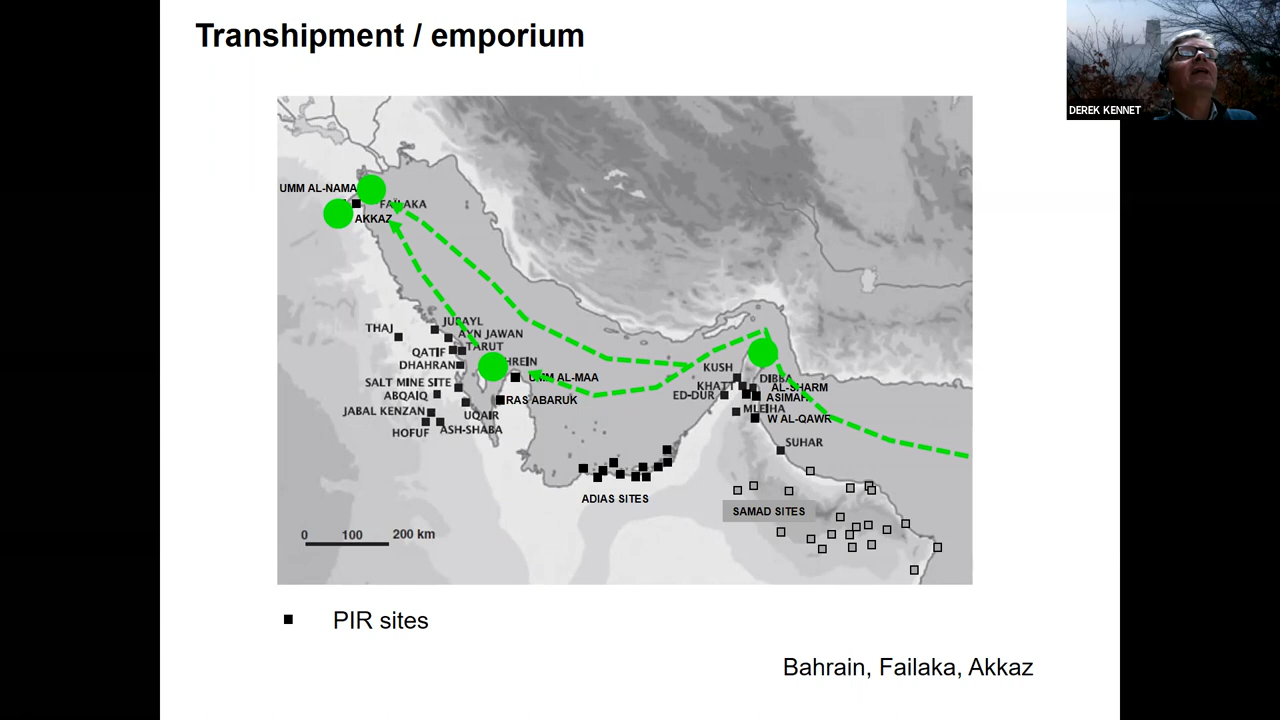 Transhipment / emporium
DEREK KENNET
UMM AL-NAMA
FAILAKA
AKKAZ
JUBAYL
THAJ
AYN JAWAN
TARUT
QATIF
DHAHRAN
HREIN
UMM AL-MAA
SALT MINE SITE
ABQAIQ
RAS ABARUK
JABAL KENZAN
UQAIR
HOFUF
ASH-SHABA
KUSH
KHATT
DIBBA
AL-SHARM
ED-DUR
ASIMAH
MLEIHA
W AL-QAWR
SUHAR
ADIAS SITES
SAMAD SITES
0 100 200 km
PIR sites
Bahrain, Failaka, Akkaz